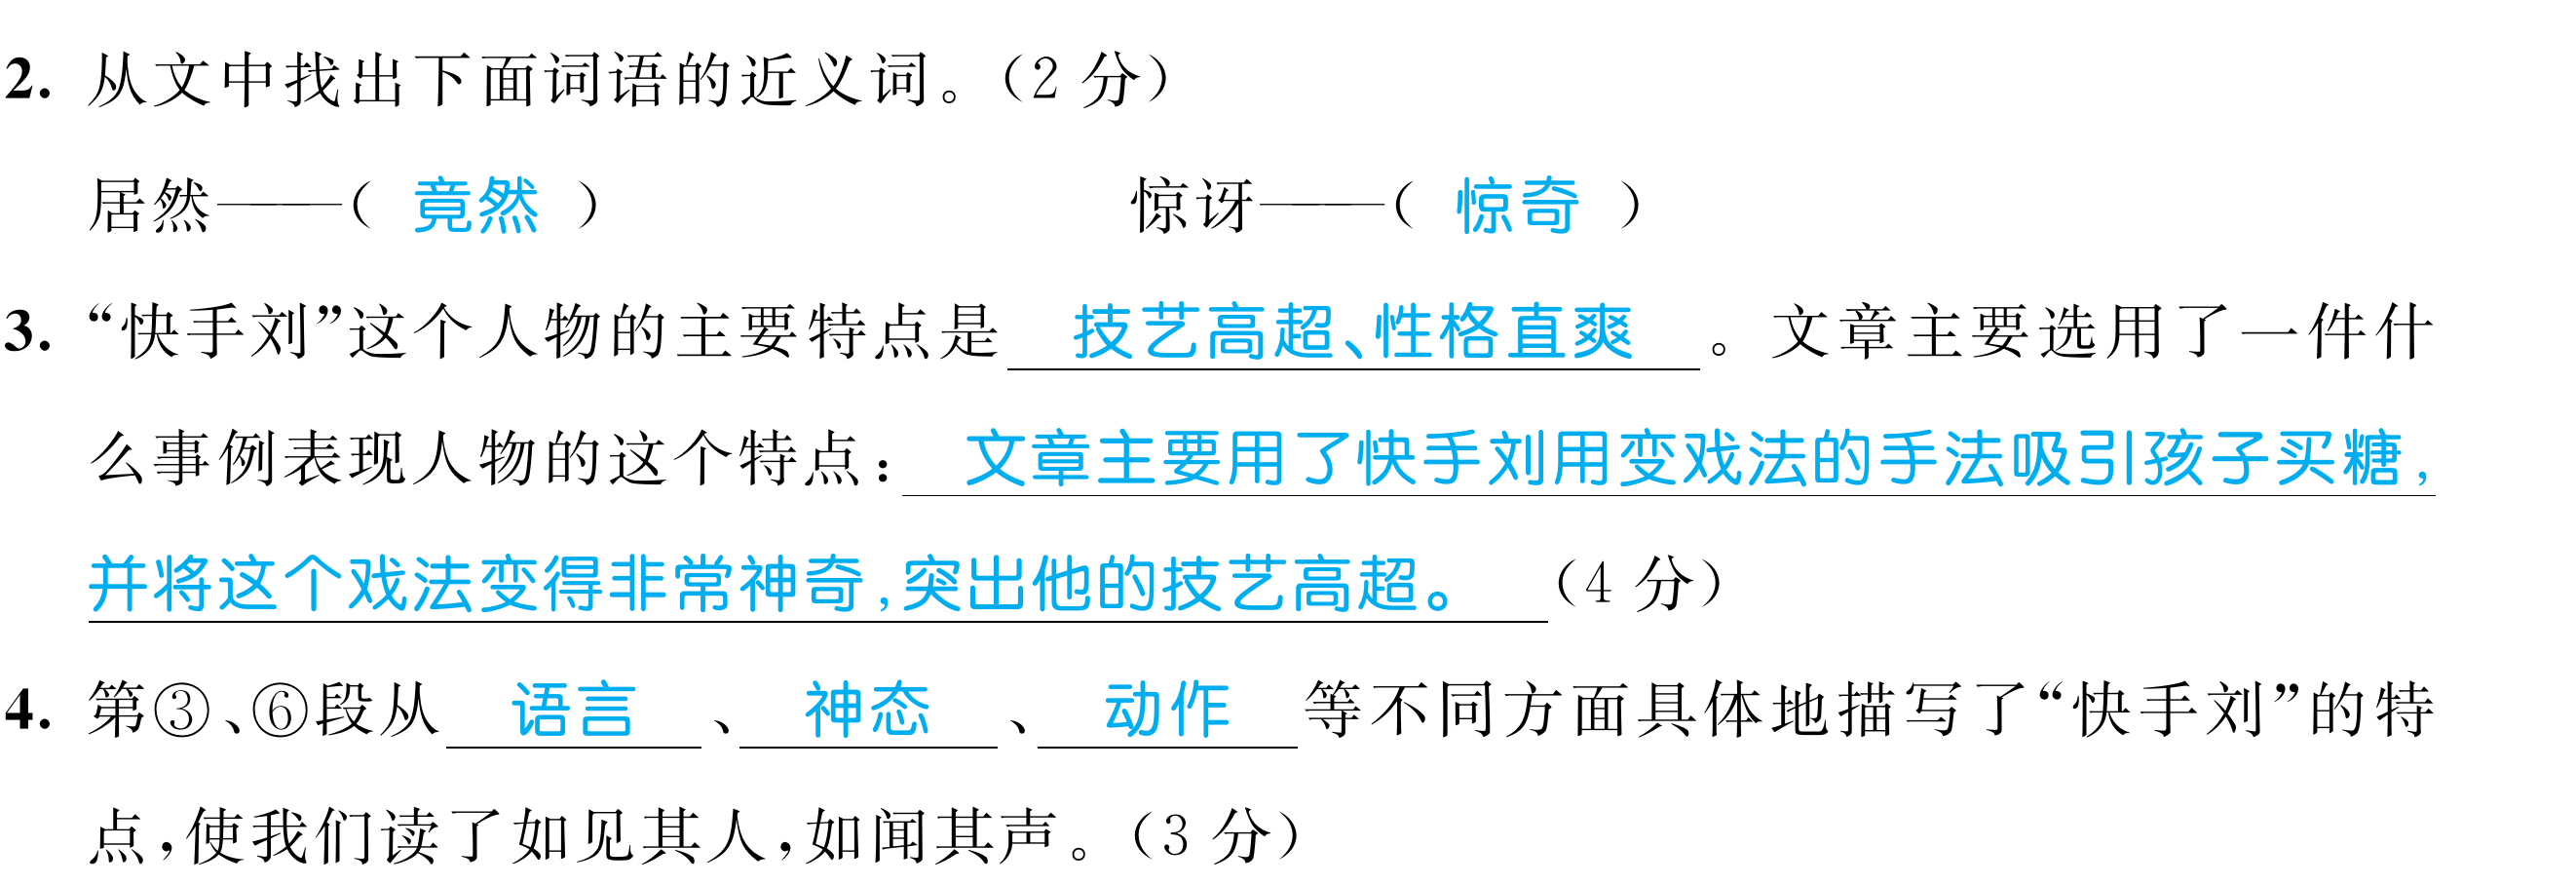 2. 从文中找出下面词语的近义词。(2 分)
居然——( 竟然 ) 惊讶——( 惊奇 )
3. “快手刘”这个人物的主要特点是 技艺高超、性格直爽 。文章主要选用了一件什
么事例表现人物的这个特点: 文章主要用了快手刘用变戏法的手法吸引孩子买糖,
并将这个戏法变得非常神奇,突出他的技艺高超。 (4 分)
4. 第③、⑥段从 语言 、 神态 、 动作 等不同方面具体地描写了“快手刘”的特
点,使我们读了如见其人,如闻其声。(3 分)